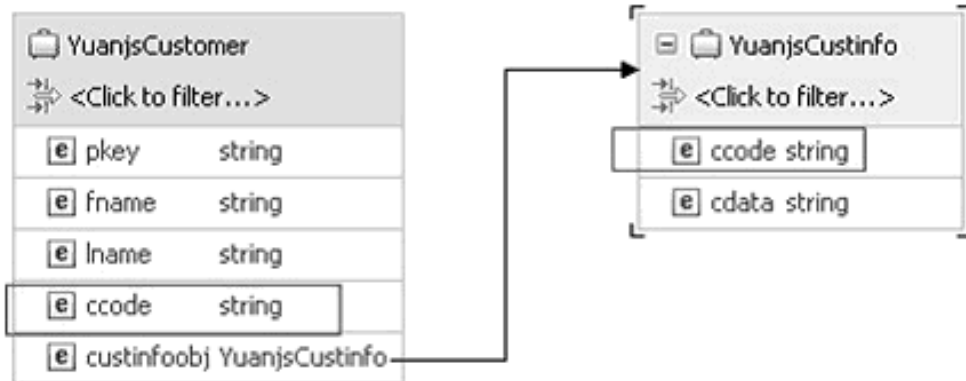 YuanjsCustomer
<Click to filter...>
e pkey string
e fname string
e lname string
e ccode string
e custinfoobj YuanjsCustinfo
YuanjsCustinfo
<Click to filter...>
e ccode string
e cdata string